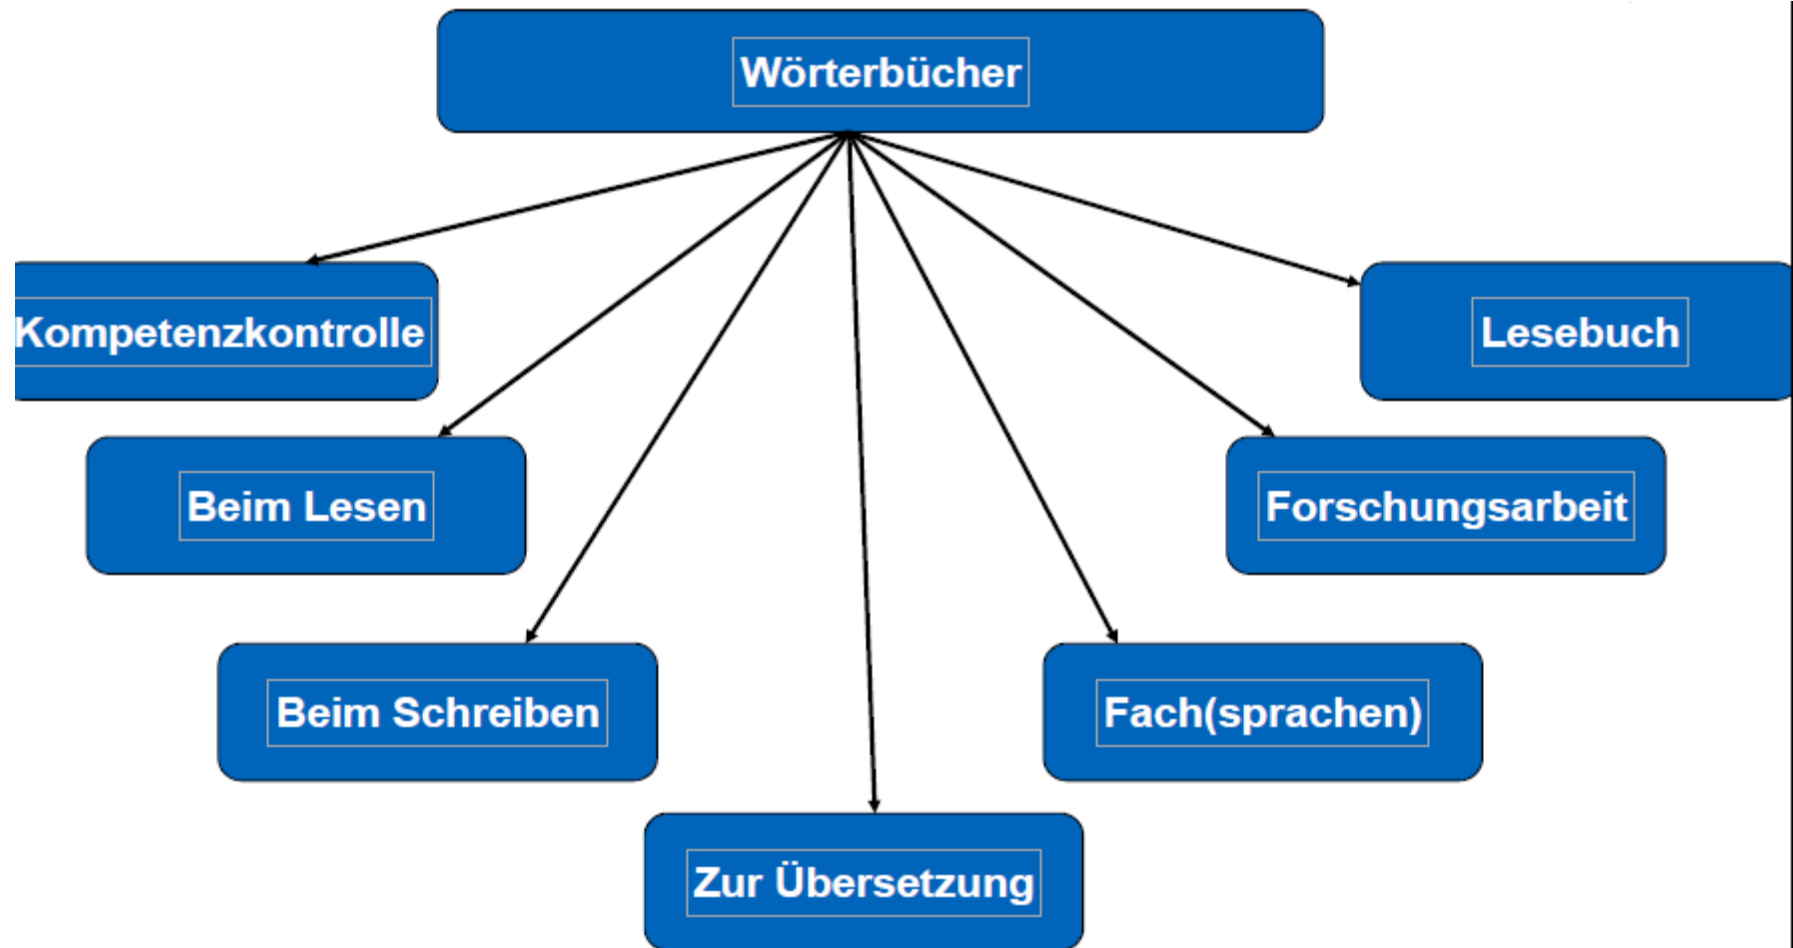 Wörterbücher
Kompetenzkontrolle
Lesebuch
Beim Lesen
Forschungsarbeit
Beim Schreiben
Fach(sprachen)
Zur Übersetzung